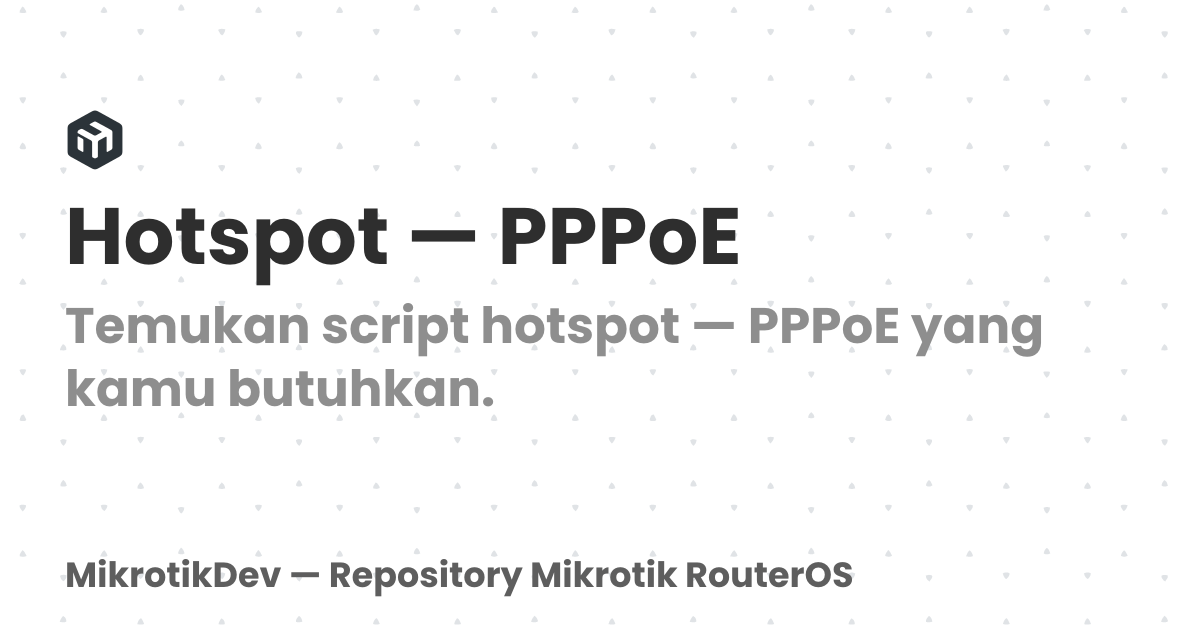 Hotspot — PPPoE
Temukan script hotspot — PPPoE yang
kamu butuhkan.
MikrotikDev — Repository Mikrotik RouterOS